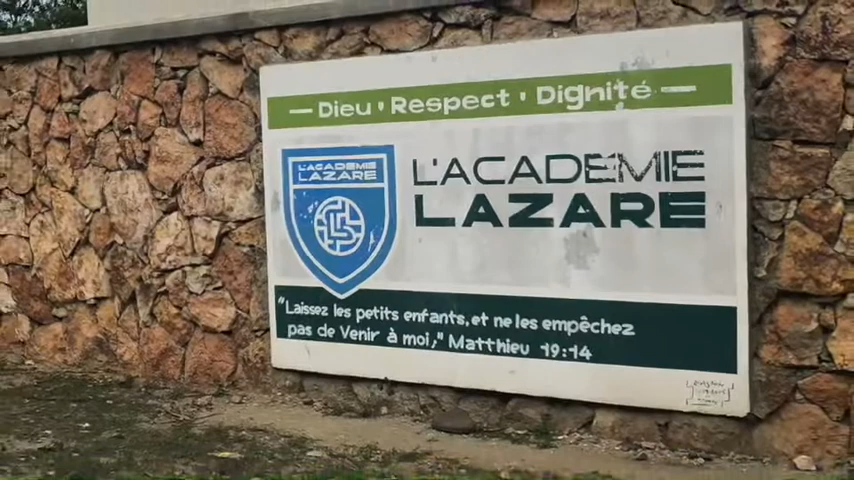 Dieu ' Respect ' Dignité
L'ACADEMIE
LAZARE
L'ACADEMIE
LAZARE
"Laissez les petits enfants, et ne les empêchez
pas de venir à moi," Matthieu 19:14